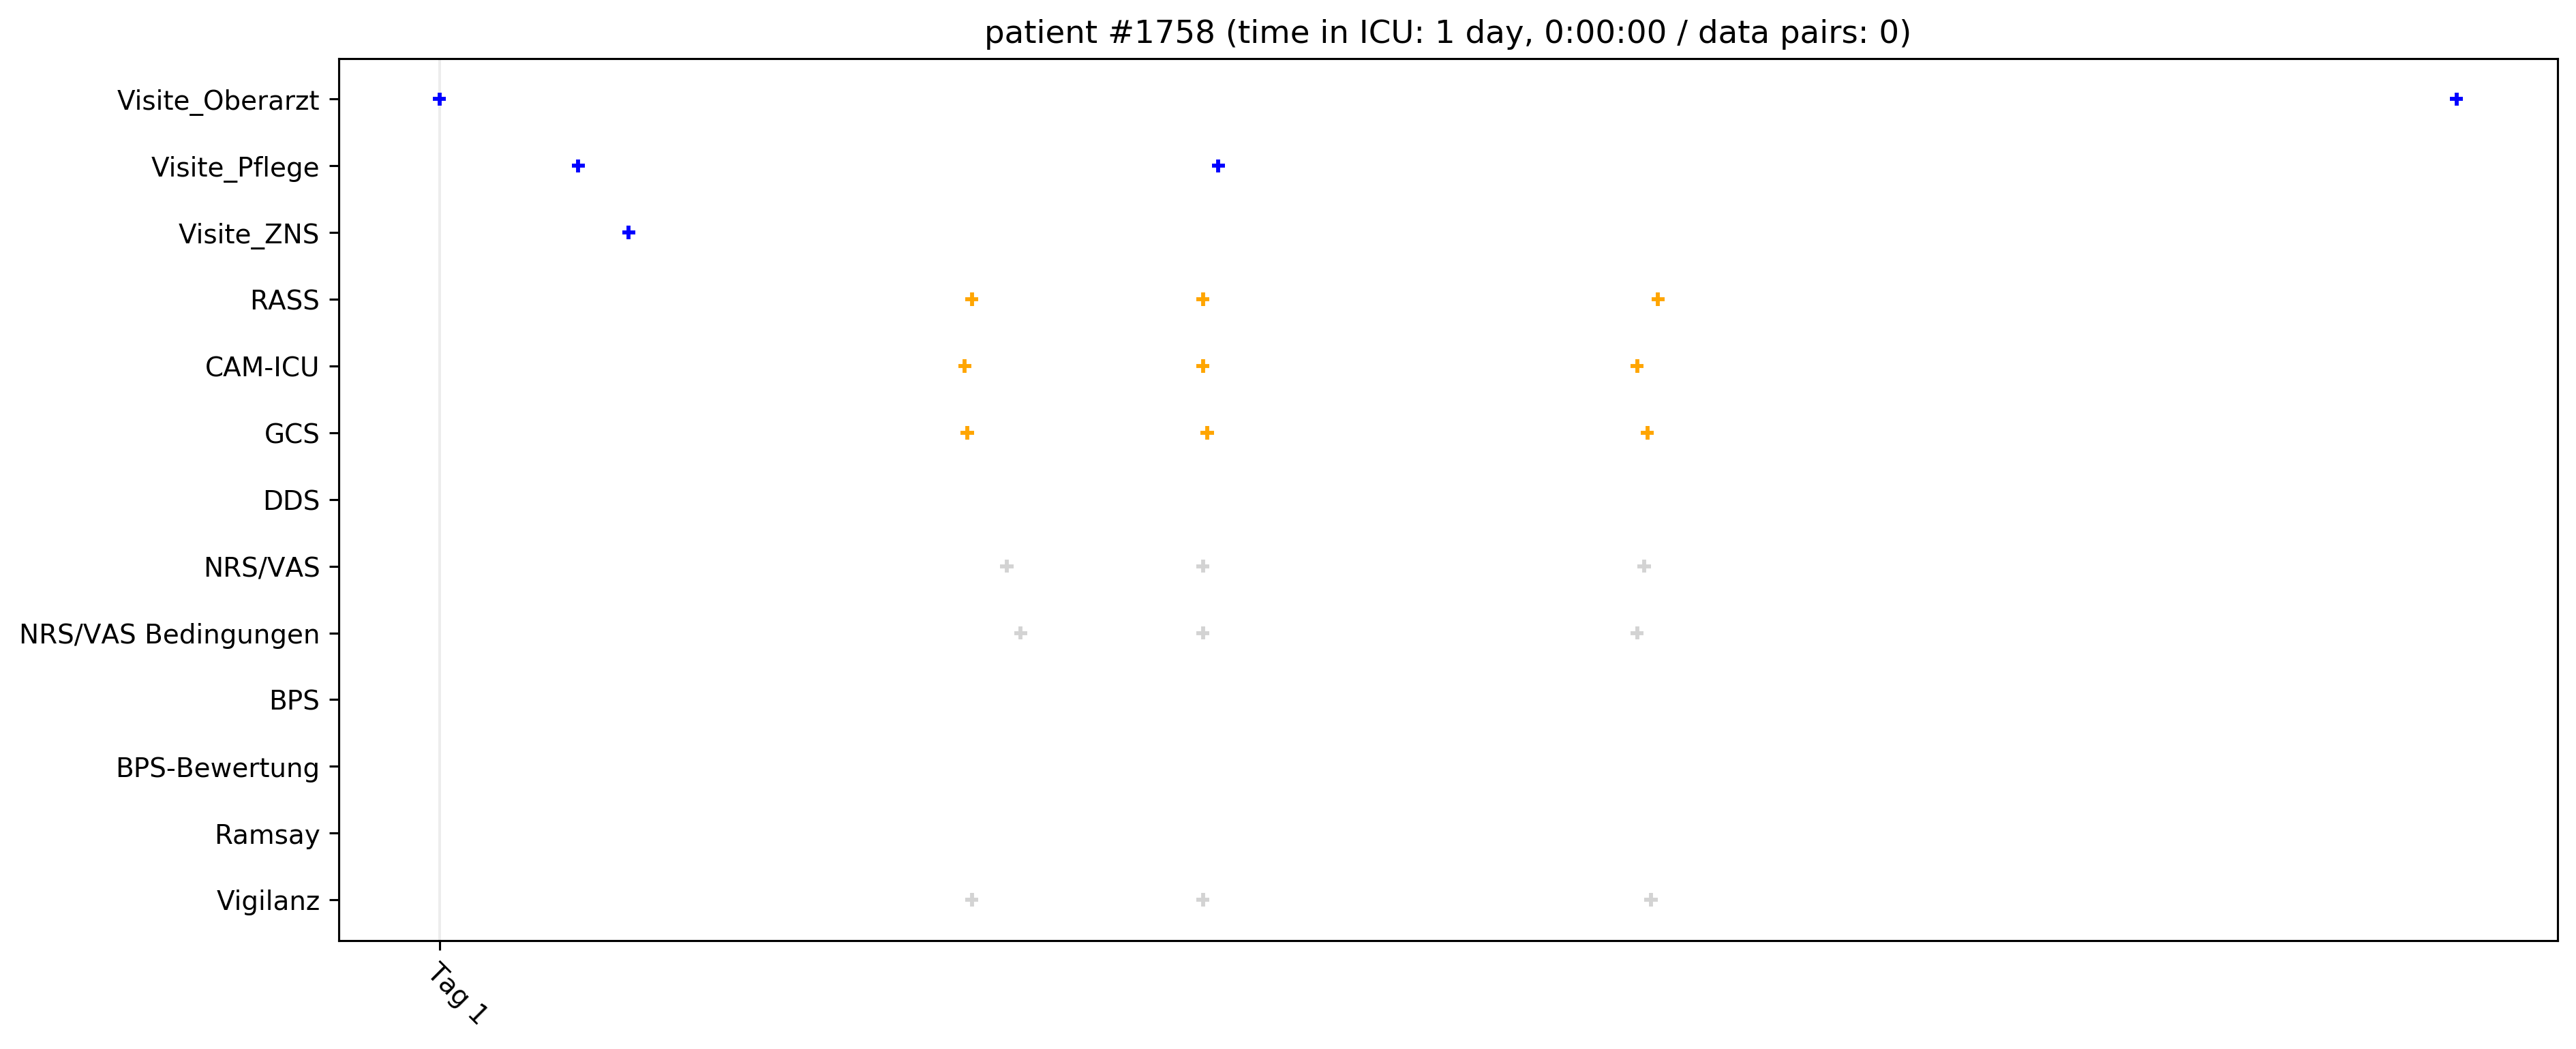 patient #1758 (time in ICU: 1 day, 0:00:00 / data pairs: 0)
Visite_Oberarzt
Visite_Pflege
Visite_ZNS
RASS
CAM-ICU
GCS
DDS
NRS/VAS
NRS/VAS Bedingungen
BPS
BPS-Bewertung
Ramsay
Vigilanz
Tag 1